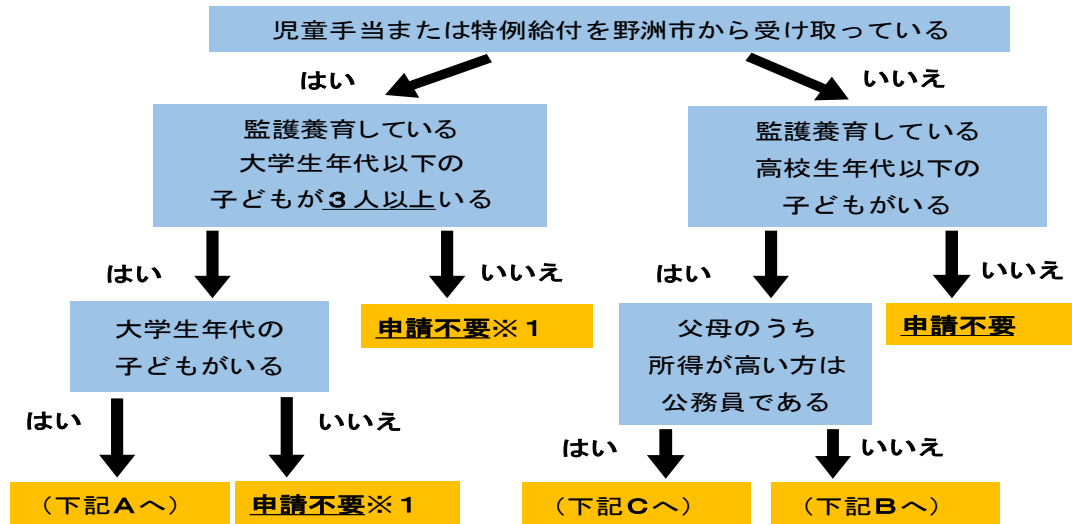 児童手当または特例給付を野洲市から受け取っている
はい
いいえ
監護養育している
大学生年代以下の
子どもが３人以上いる
監護養育している
高校生年代以下の
子どもがいる
はい
いいえ
はい
いいえ
大学生年代の
子どもがいる
申請不要※１
父母のうち
所得が高い方は
公務員である
申請不要
はい
いいえ
はい
いいえ
（下記Ａへ）
申請不要※１
（下記Ｃへ）
（下記Ｂへ）